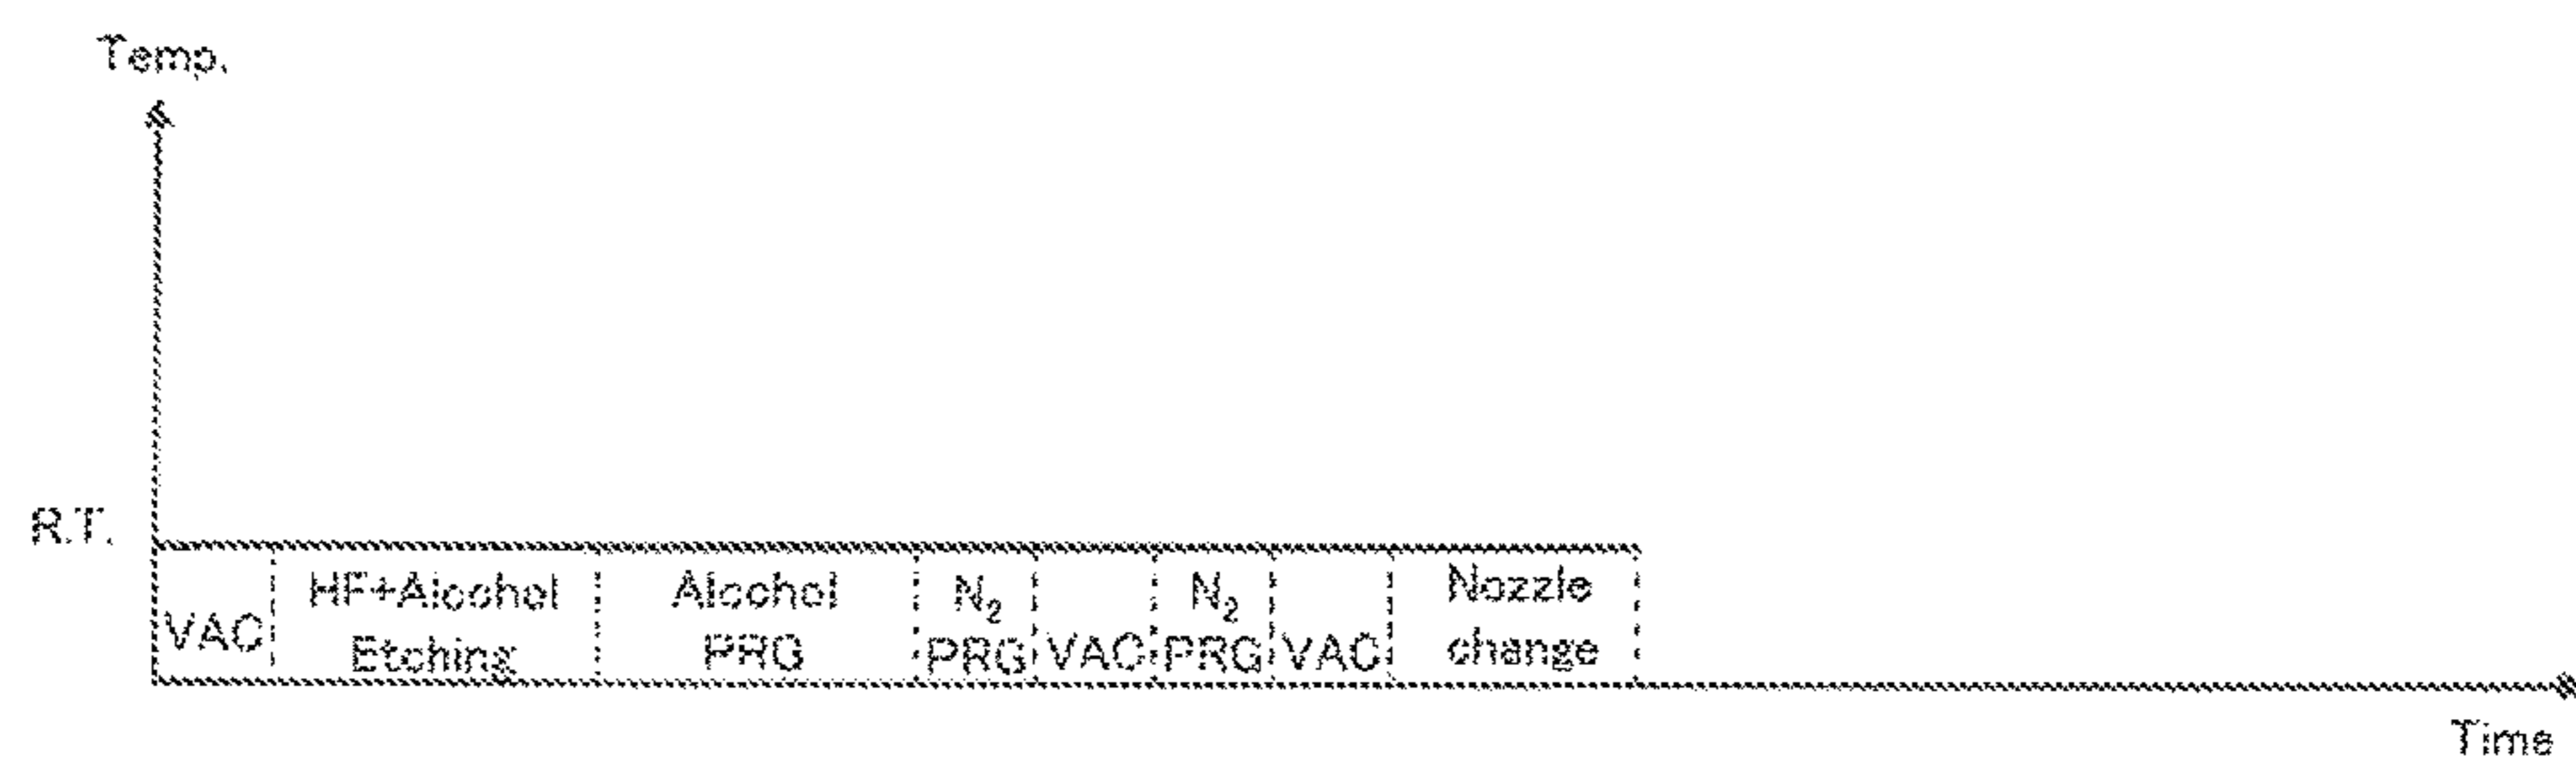 Temp.
R.T.
VAC
HF+Alcohol
Etching
Alcohol
PRG
N₂
PRG
VAC
N₂
PRG
VAC
Nozzle
change
Time